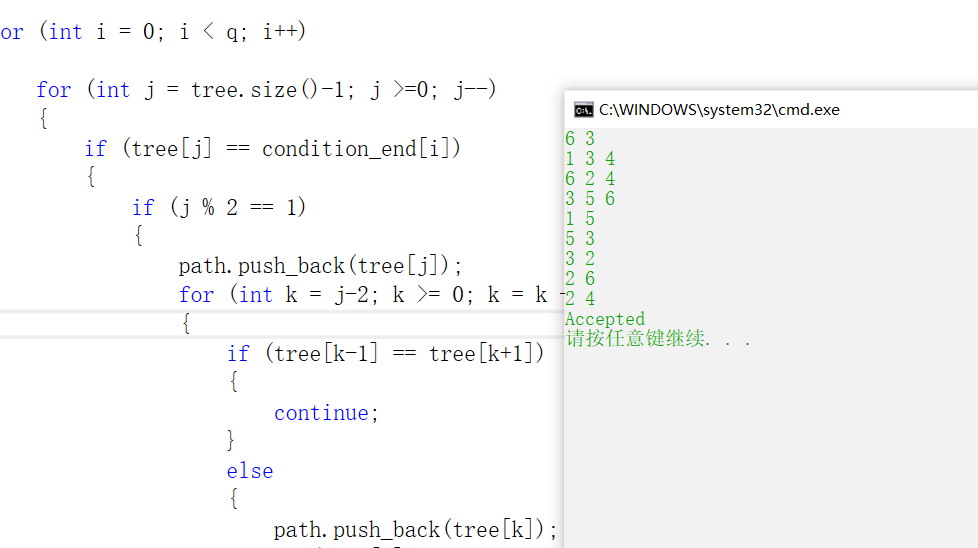 or (int i = 0; i < q; i++)
for (int j = tree.size()-1; j >=0; j--)
{
if (tree[j] == condition_end[i])
{
if (j % 2 == 1)
{
path.push_back(tree[j]);
for (int k = j-2; k >= 0; k = k -
{
if (tree[k-1] == tree[k+1])
{
continue;
}
else
{
path.push_back(tree[k]);
C:\WINDOWS\system32\cmd.exe
6 3
1 3 4
6 2 4
3 5 6
1 5
5 3
3 2
2 6
2 4
Accepted
请按任意键继续. . .